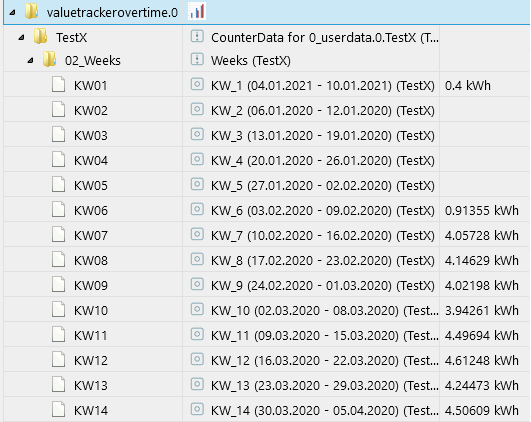 valuetrackerovertime.0
TestX CounterData for 0_userdata.0.TestX (T...
02_Weeks Weeks (TestX)
KW01 KW_1 (04.01.2021 - 10.01.2021) (TestX) 0.4 kWh
KW02 KW_2 (06.01.2020 - 12.01.2020) (TestX)
KW03 KW_3 (13.01.2020 - 19.01.2020) (TestX)
KW04 KW_4 (20.01.2020 - 26.01.2020) (TestX)
KW05 KW_5 (27.01.2020 - 02.02.2020) (TestX)
KW06 KW_6 (03.02.2020 - 09.02.2020) (TestX) 0.91355 kWh
KW07 KW_7 (10.02.2020 - 16.02.2020) (TestX) 4.05728 kWh
KW08 KW_8 (17.02.2020 - 23.02.2020) (TestX) 4.14629 kWh
KW09 KW_9 (24.02.2020 - 01.03.2020) (TestX) 4.02198 kWh
KW10 KW_10 (02.03.2020 - 08.03.2020) (Test... 3.94261 kWh
KW11 KW_11 (09.03.2020 - 15.03.2020) (Test... 4.49694 kWh
KW12 KW_12 (16.03.2020 - 22.03.2020) (Test... 4.61248 kWh
KW13 KW_13 (23.03.2020 - 29.03.2020) (Test... 4.24473 kWh
KW14 KW_14 (30.03.2020 - 05.04.2020) (Test... 4.50609 kWh